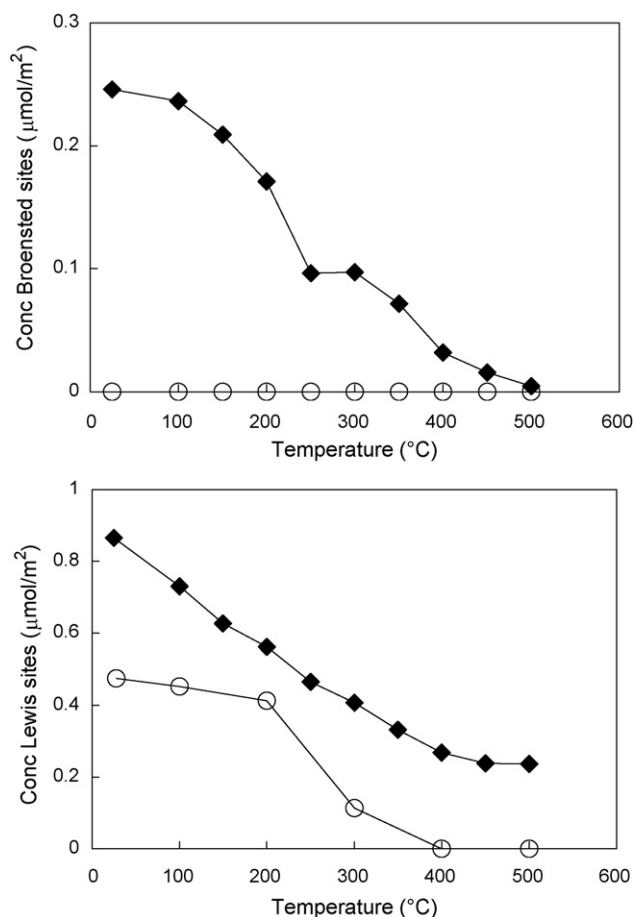 0.3
0.2
0.1
0
Conc Broensted sites ( μmol/m²)
0 100 200 300 400 500 600
Temperature (°C)
1
0.8
0.6
0.4
0.2
0
Conc Lewis sites (μmol/m²)
0 100 200 300 400 500 600
Temperature (°C)